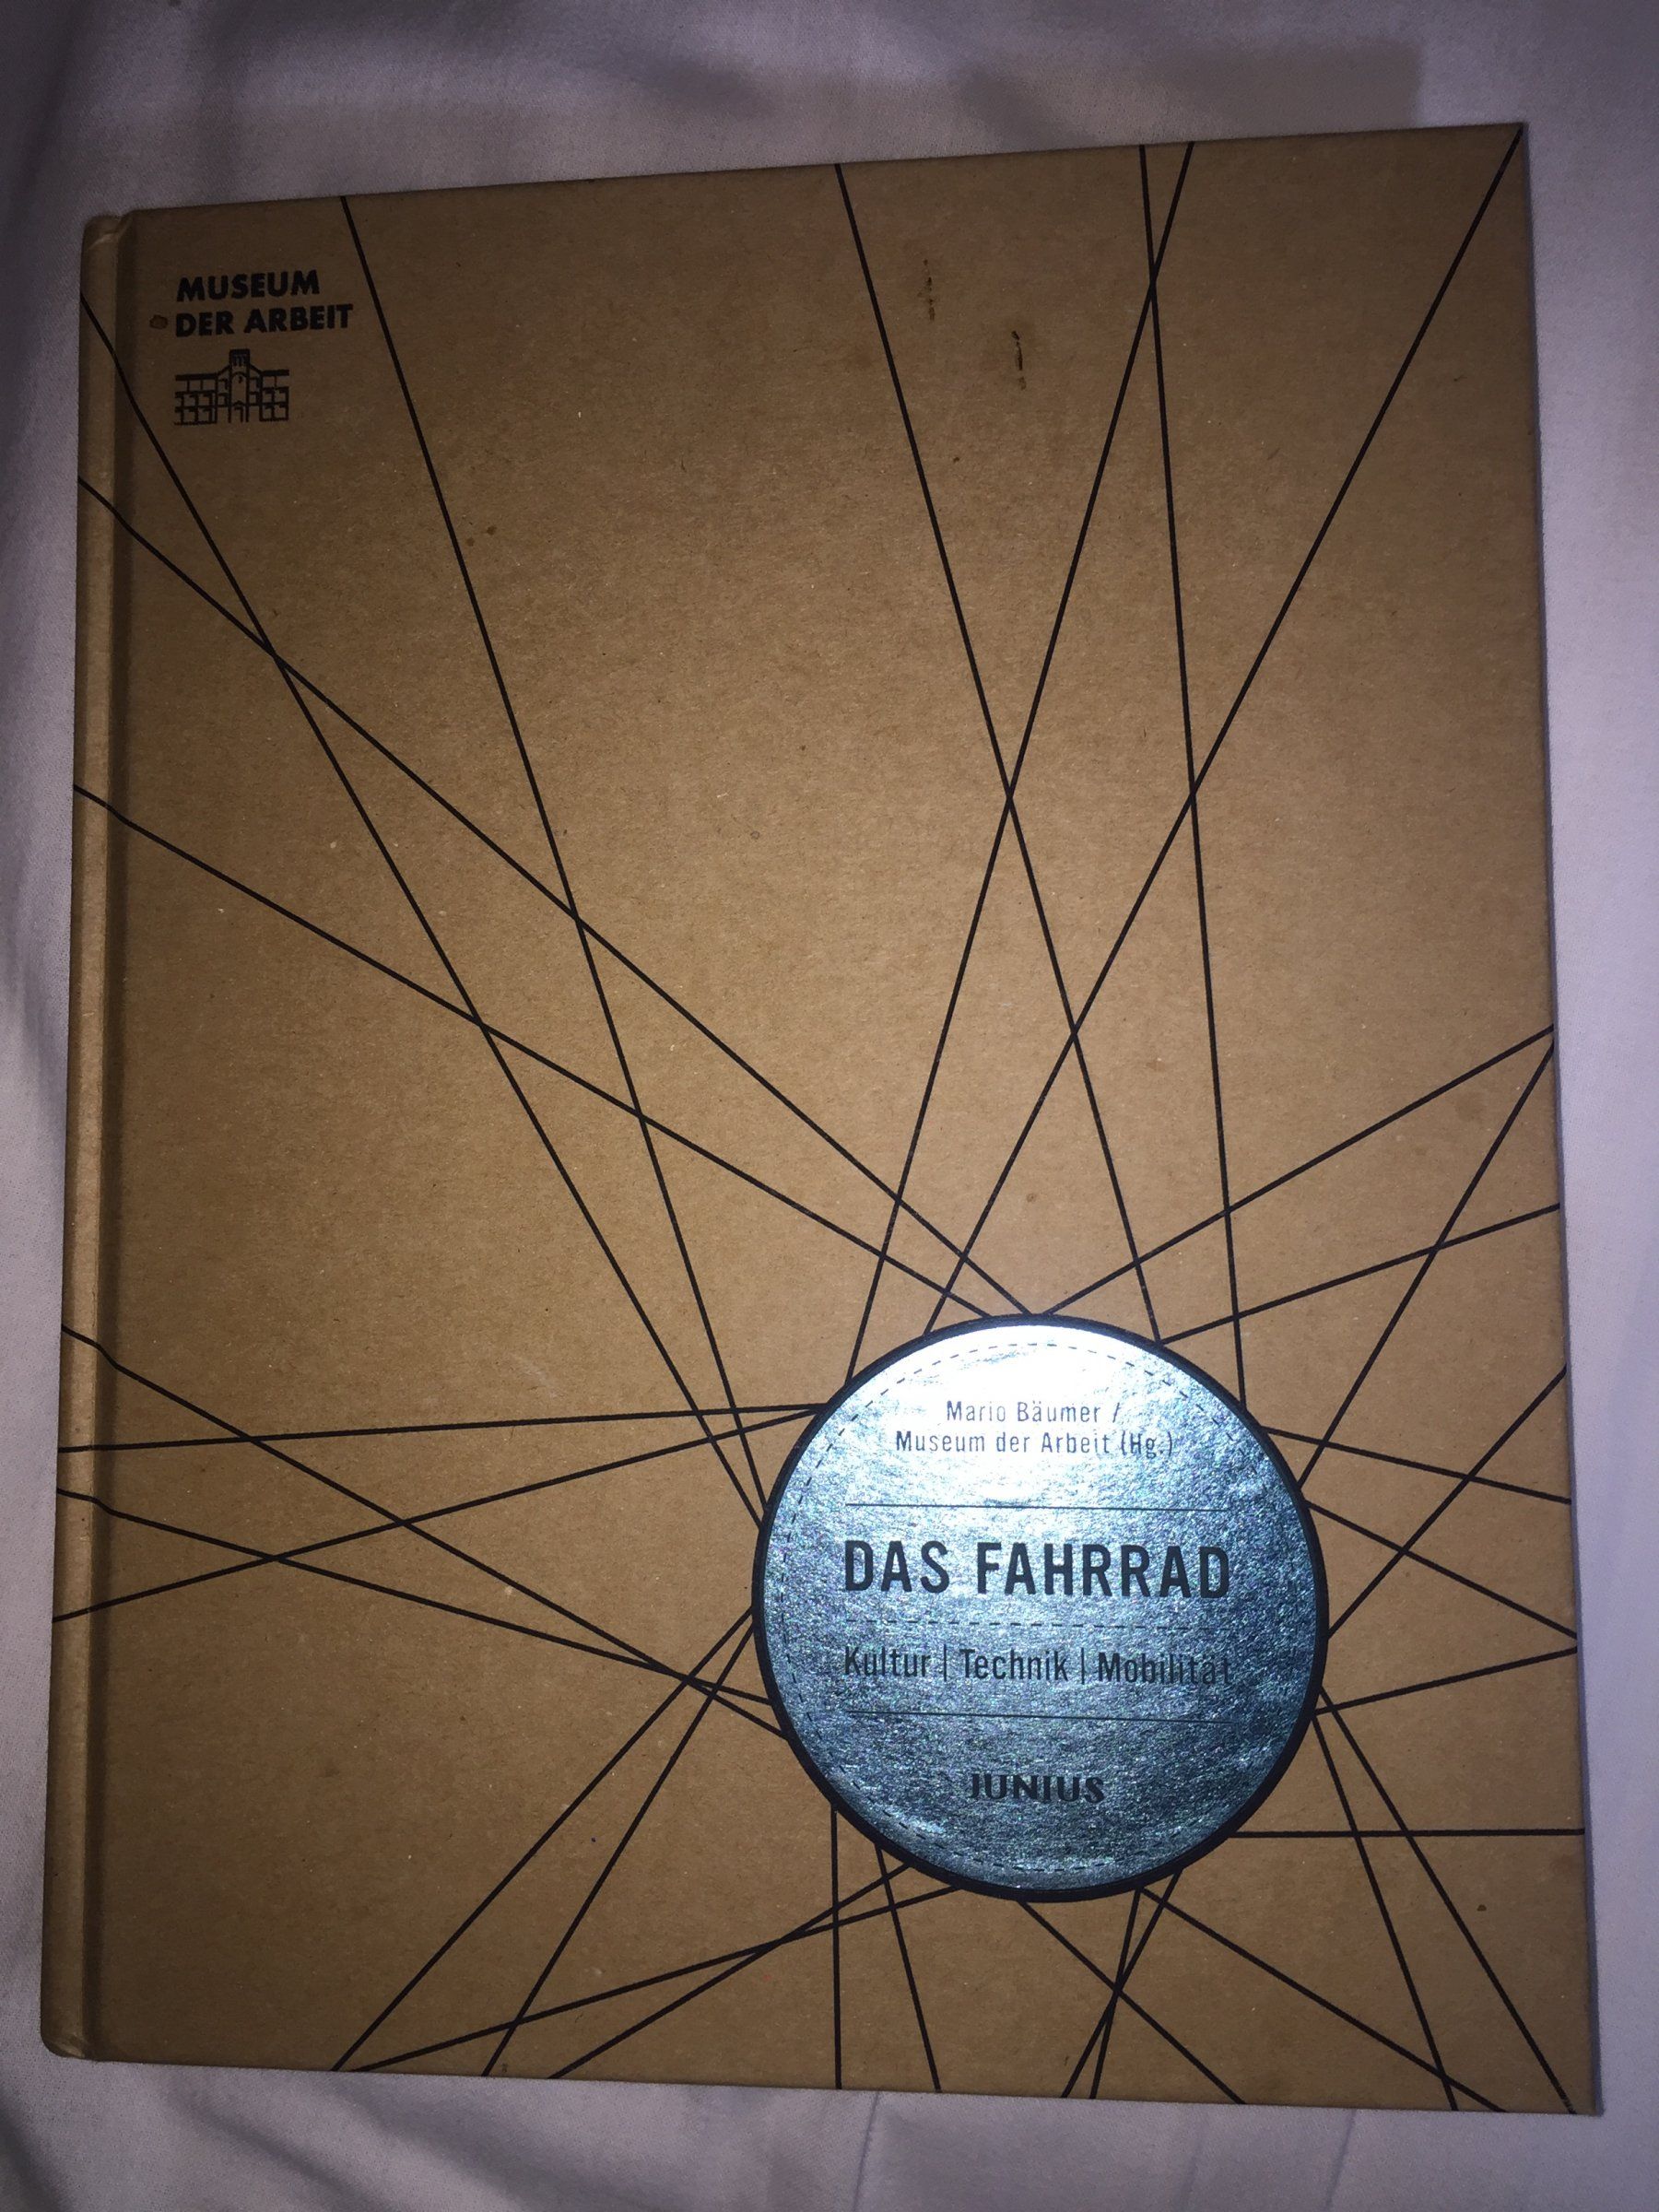 MUSEUM
DER ARBEIT
Mario Bäumer /
Museum der Arbeit (Hg.)
DAS FAHRRAD
Kultur | Technik | Mobilität
JUNIUS